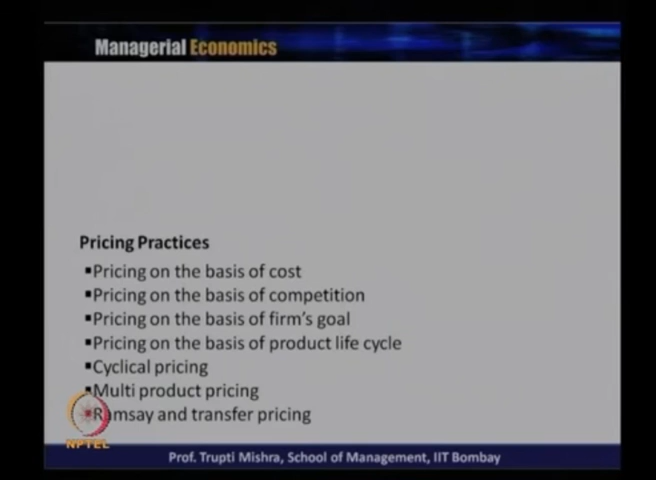 Managerial Economics
Pricing Practices
▪Pricing on the basis of cost
▪Pricing on the basis of competition
▪Pricing on the basis of firm's goal
▪Pricing on the basis of product life cycle
▪Cyclical pricing
▪Multi product pricing
▪Ramsay and transfer pricing
NPTEL
Prof. Trupti Mishra, School of Management, IIT Bombay